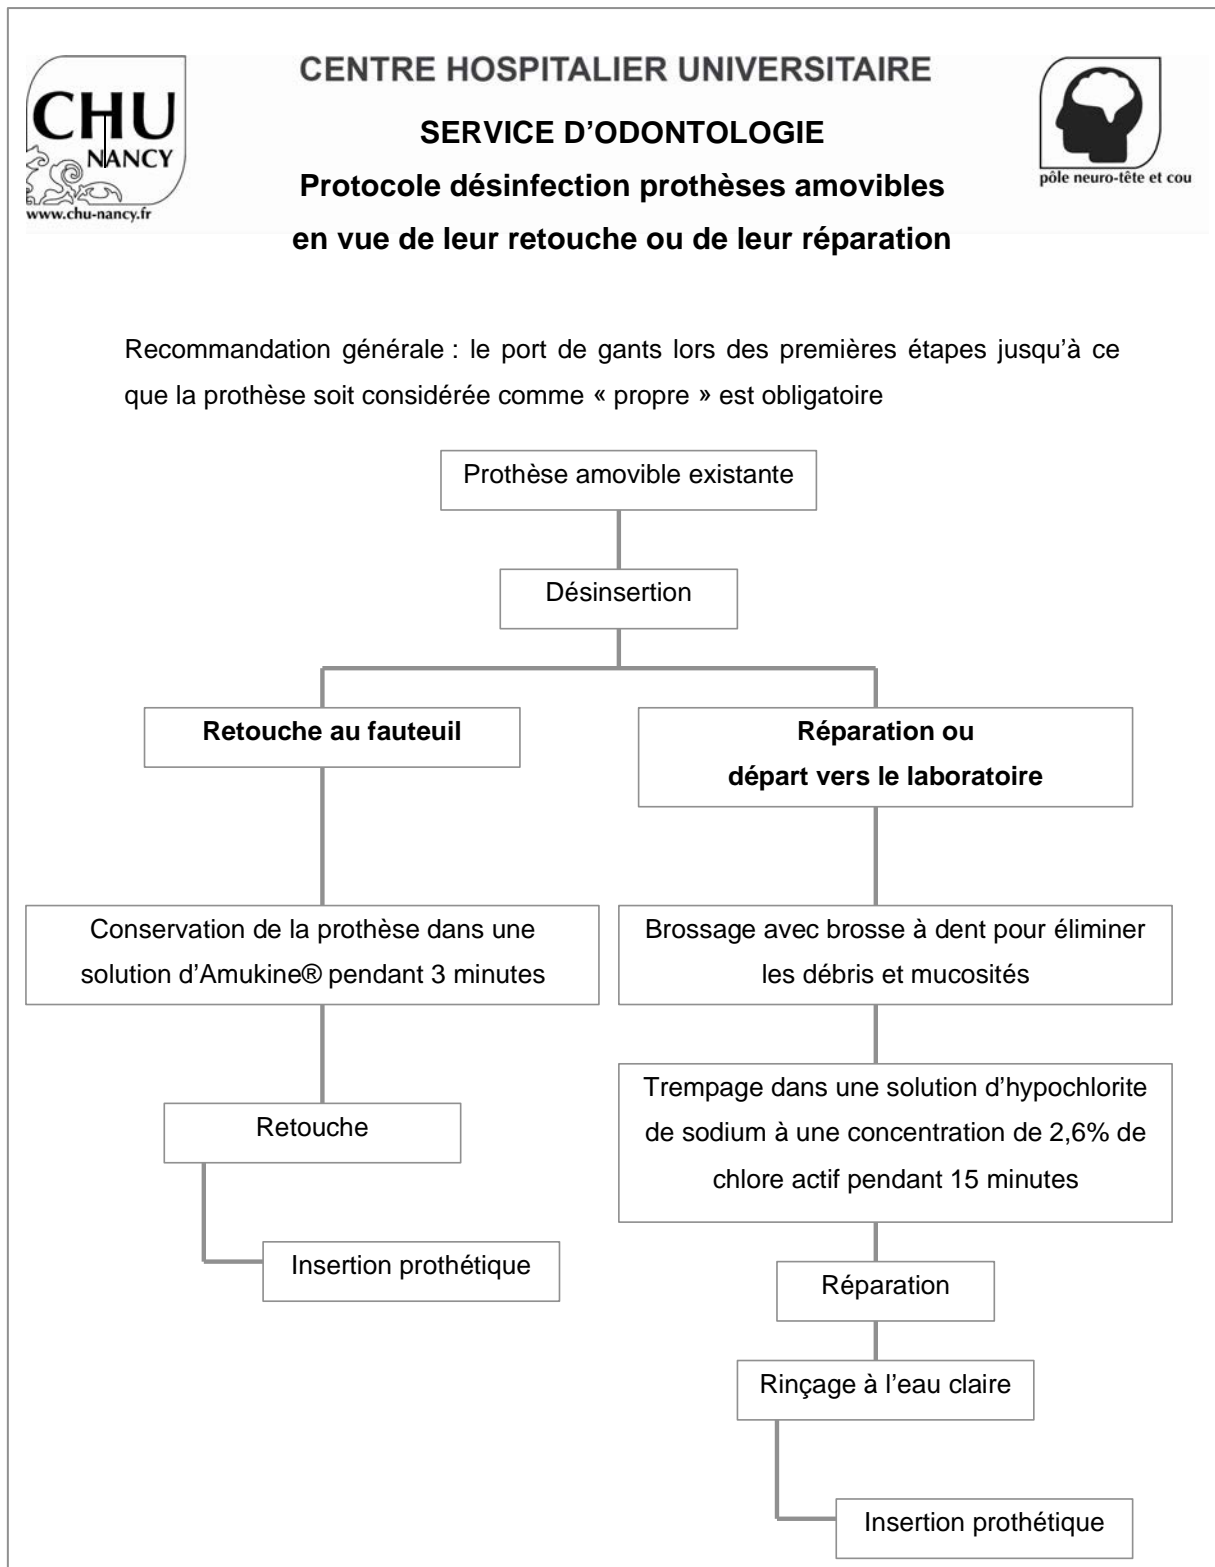 CHU
NANCY
www.chu-nancy.fr
CENTRE HOSPITALIER UNIVERSITAIRE
SERVICE D’ODONTOLOGIE
Protocole désinfection prothèses amovibles
en vue de leur retouche ou de leur réparation
pôle neuro-tête et cou
Recommandation générale : le port de gants lors des premières étapes jusqu’à ce
que la prothèse soit considérée comme « propre » est obligatoire
Prothèse amovible existante
Désinsertion
Retouche au fauteuil
Conservation de la prothèse dans une
solution d’Amukine® pendant 3 minutes
Retouche
Insertion prothétique
Réparation ou
départ vers le laboratoire
Brossage avec brosse à dent pour éliminer
les débris et mucosités
Trempage dans une solution d’hypochlorite
de sodium à une concentration de 2,6% de
chlore actif pendant 15 minutes
Réparation
Rinçage à l’eau claire
Insertion prothétique